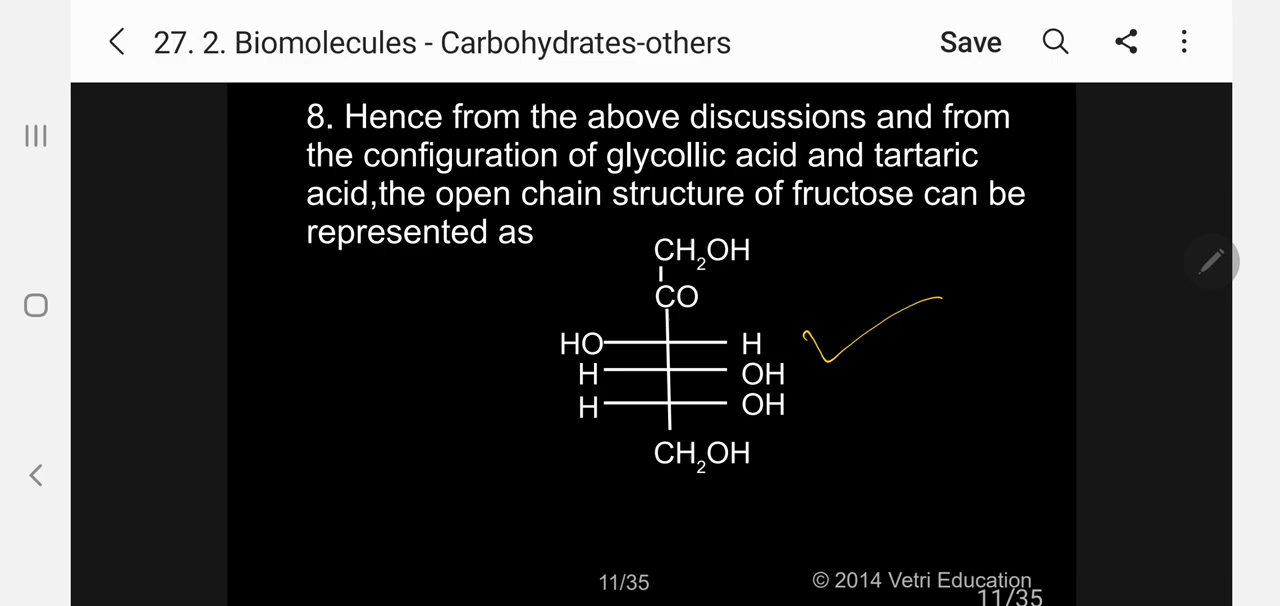 27. 2. Biomolecules - Carbohydrates-others Save
8. Hence from the above discussions and from
the configuration of glycollic acid and tartaric
acid,the open chain structure of fructose can be
represented as
CH₂OH
CO
HO H
H OH
H OH
CH₂OH
11/35
© 2014 Vetri Education
11/35